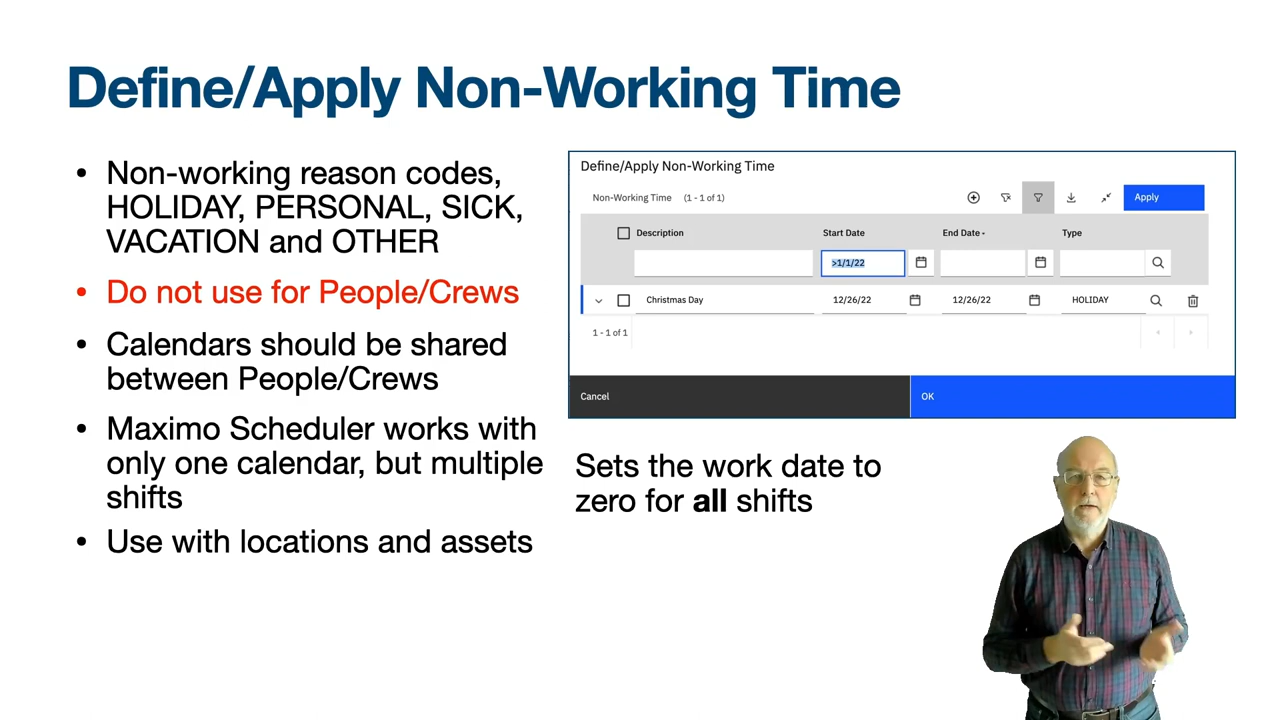 Define/Apply Non-Working Time
• Non-working reason codes,
HOLIDAY, PERSONAL, SICK,
VACATION and OTHER
• Do not use for People/Crews
• Calendars should be shared
between People/Crews
• Maximo Scheduler works with
only one calendar, but multiple
shifts
• Use with locations and assets
Define/Apply Non-Working Time
Non-Working Time (1 - 1 of 1)
Apply
Description Start Date End Date Type
>1/1/22
Christmas Day 12/26/22 12/26/22 HOLIDAY
1 - 1 of 1
Cancel OK
Sets the work date to
zero for all shifts